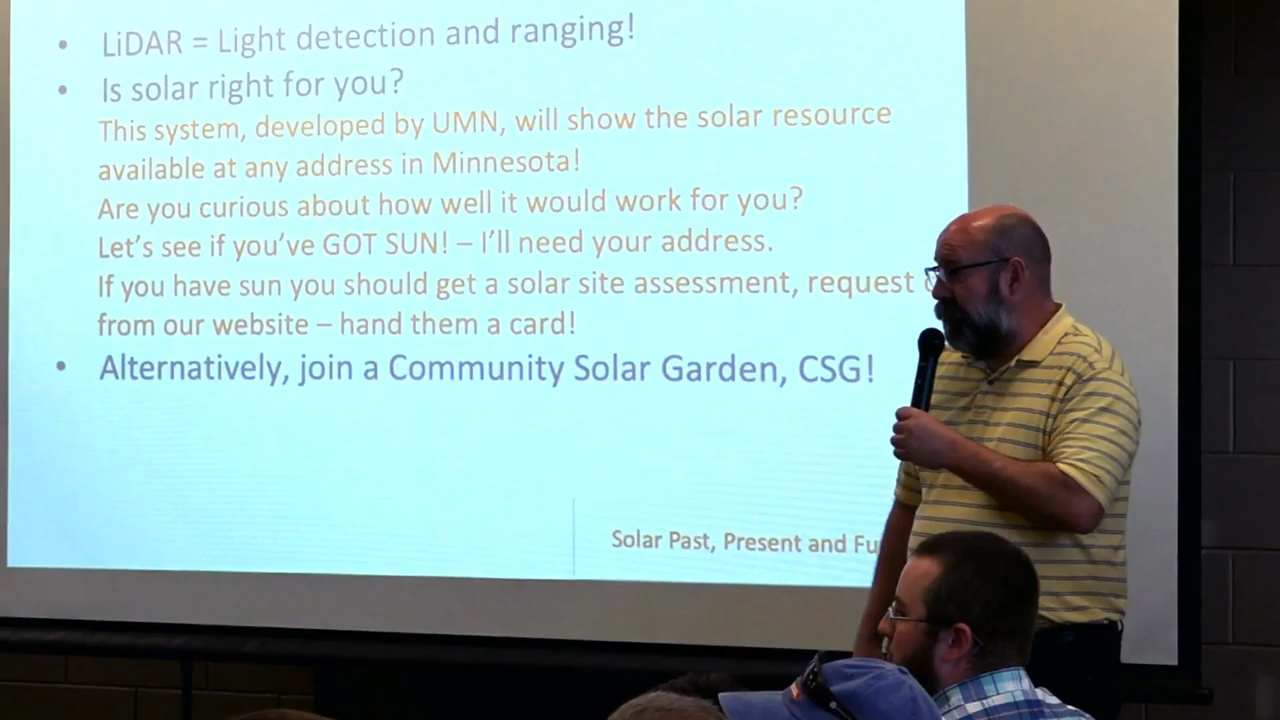 • LiDAR = Light detection and ranging!
• Is solar right for you?
This system, developed by UMN, will show the solar resource
available at any address in Minnesota!
Are you curious about how well it would work for you?
Let's see if you've GOT SUN! – I'll need your address.
If you have sun you should get a solar site assessment, request
from our website – hand them a card!
• Alternatively, join a Community Solar Garden, CSG!
Solar Past, Present and